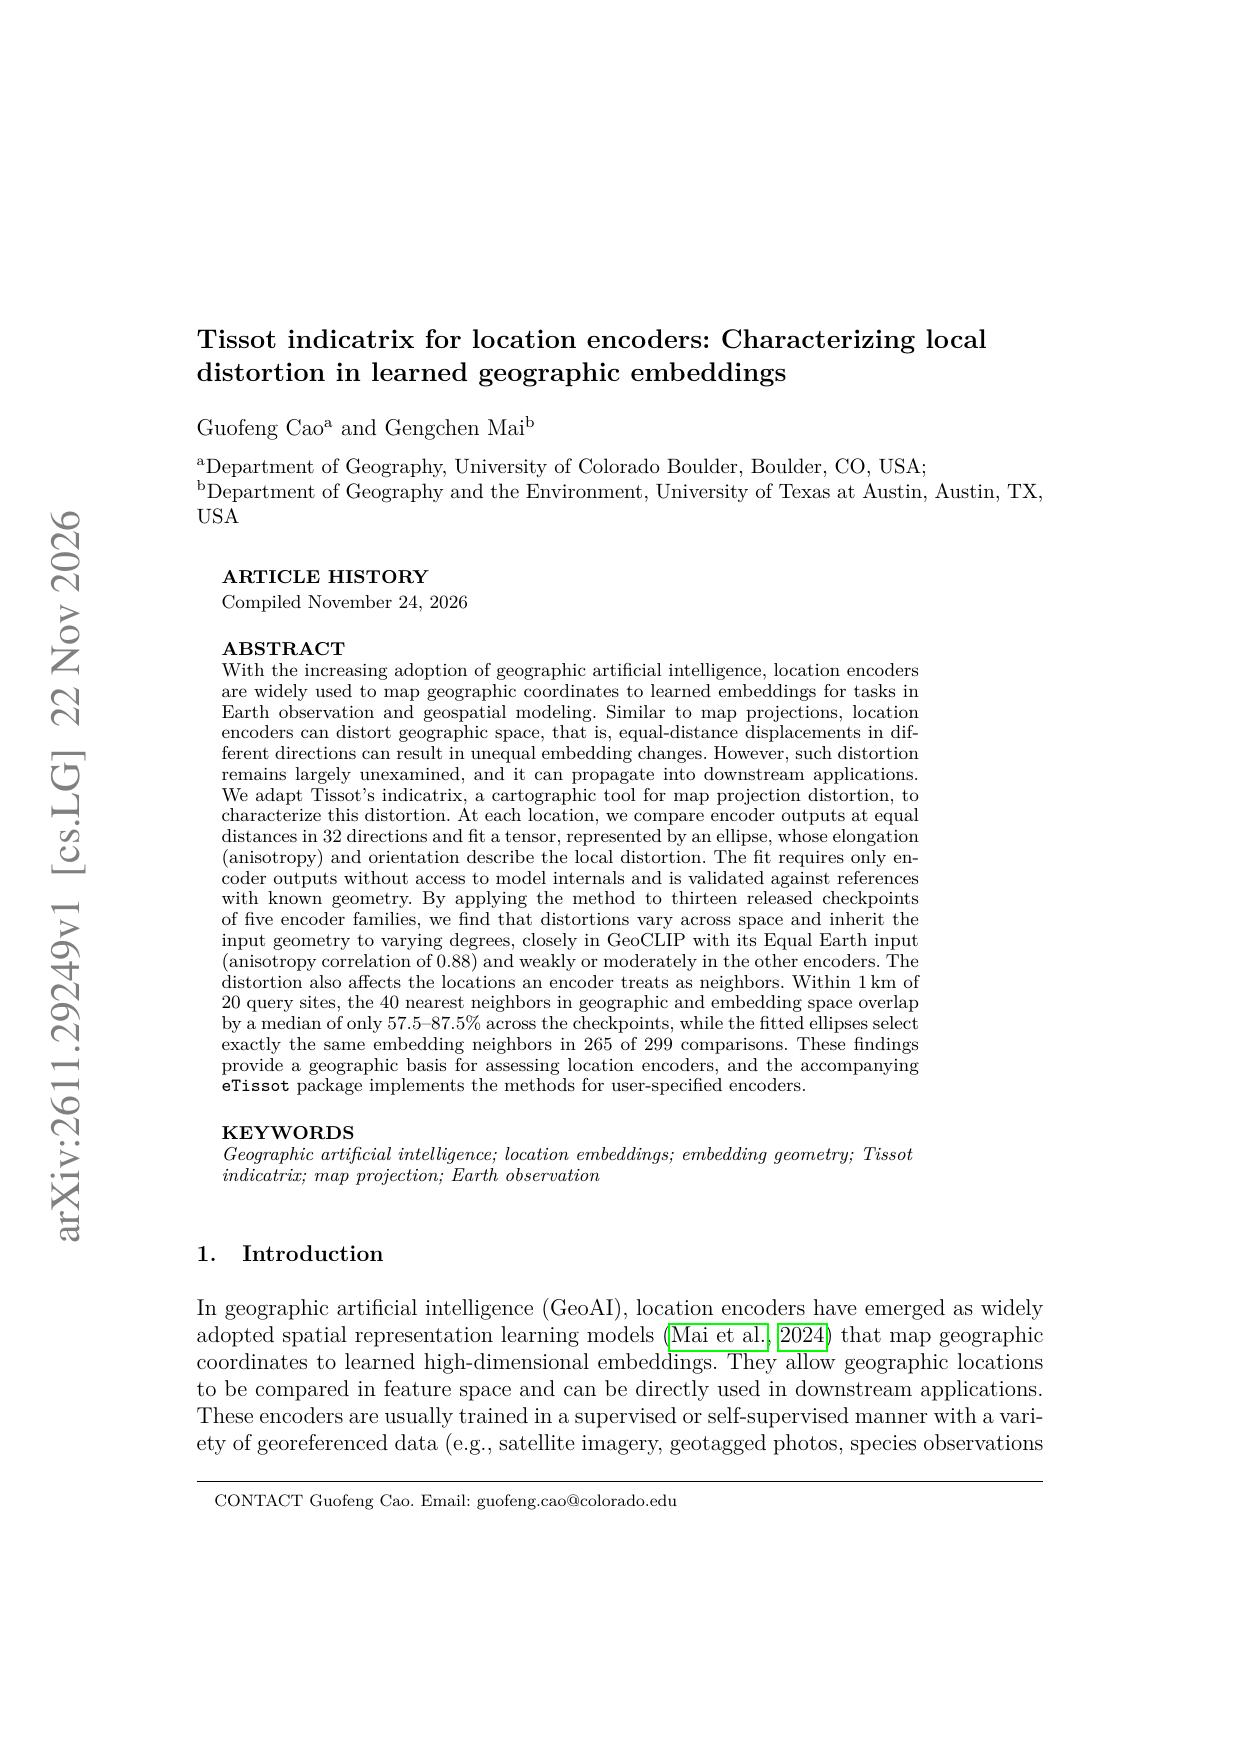 Tissot indicatrix for location encoders: Characterizing local
distortion in learned geographic embeddings
Guofeng Caoᵃ and Gengchen Maiᵇ
ᵃDepartment of Geography, University of Colorado Boulder, Boulder, CO, USA;
ᵇDepartment of Geography and the Environment, University of Texas at Austin, Austin, TX,
USA
ARTICLE HISTORY
Compiled November 24, 2026
ABSTRACT
With the increasing adoption of geographic artificial intelligence, location encoders
are widely used to map geographic coordinates to learned embeddings for tasks in
Earth observation and geospatial modeling. Similar to map projections, location
encoders can distort geographic space, that is, equal-distance displacements in dif-
ferent directions can result in unequal embedding changes. However, such distortion
remains largely unexamined, and it can propagate into downstream applications.
We adapt Tissot's indicatrix, a cartographic tool for map projection distortion, to
characterize this distortion. At each location, we compare encoder outputs at equal
distances in 32 directions and fit a tensor, represented by an ellipse, whose elongation
(anisotropy) and orientation describe the local distortion. The fit requires only en-
coder outputs without access to model internals and is validated against references
with known geometry. By applying the method to thirteen released checkpoints
of five encoder families, we find that distortions vary across space and inherit the
input geometry to varying degrees, closely in GeoCLIP with its Equal Earth input
(anisotropy correlation of 0.88) and weakly or moderately in the other encoders. The
distortion also affects the locations an encoder treats as neighbors. Within 1 km of
20 query sites, the 40 nearest neighbors in geographic and embedding space overlap
by a median of only 57.5–87.5% across the checkpoints, while the fitted ellipses select
exactly the same embedding neighbors in 265 of 299 comparisons. These findings
provide a geographic basis for assessing location encoders, and the accompanying
eTissot package implements the methods for user-specified encoders.
KEYWORDS
Geographic artificial intelligence; location embeddings; embedding geometry; Tissot
indicatrix; map projection; Earth observation
1. Introduction
In geographic artificial intelligence (GeoAI), location encoders have emerged as widely
adopted spatial representation learning models (Mai et al., 2024) that map geographic
coordinates to learned high-dimensional embeddings. They allow geographic locations
to be compared in feature space and can be directly used in downstream applications.
These encoders are usually trained in a supervised or self-supervised manner with a vari-
ety of georeferenced data (e.g., satellite imagery, geotagged photos, species observations
CONTACT Guofeng Cao. Email: guofeng.cao@colorado.edu
arXiv:2611.29249v1 [cs.LG] 22 Nov 2026